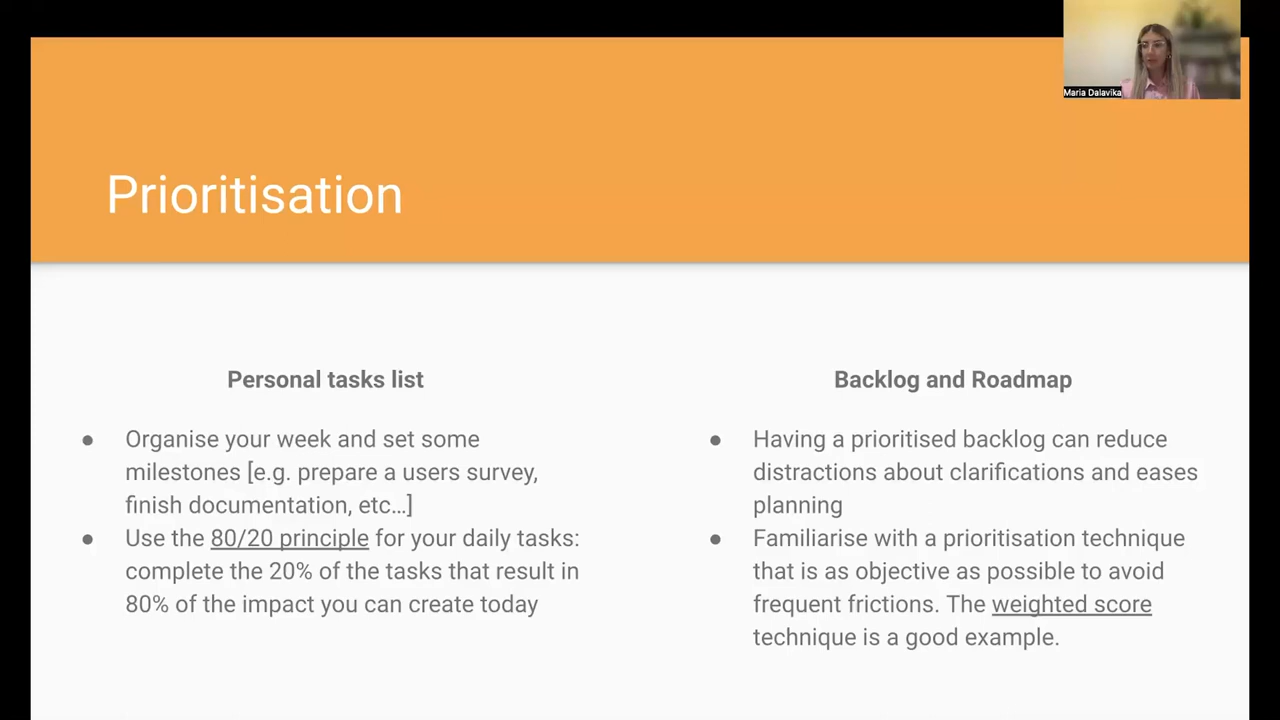 Maria Dalavika
Prioritisation
Personal tasks list
● Organise your week and set some
milestones [e.g. prepare a users survey,
finish documentation, etc…]
● Use the 80/20 principle for your daily tasks:
complete the 20% of the tasks that result in
80% of the impact you can create today
Backlog and Roadmap
● Having a prioritised backlog can reduce
distractions about clarifications and eases
planning
● Familiarise with a prioritisation technique
that is as objective as possible to avoid
frequent frictions. The weighted score
technique is a good example.